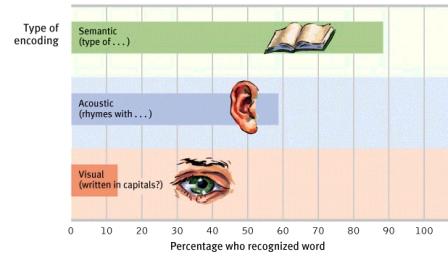 Type of
encoding
Semantic
(type of . . .)
Acoustic
(rhymes with . . .)
Visual
(written in capitals?)
0 10 20 30 40 50 60 70 80 90 100
Percentage who recognized word